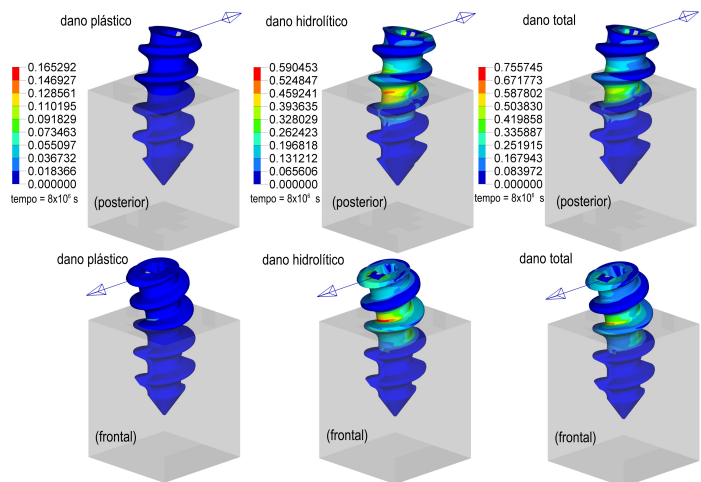 dano plástico
0.165292
0.146927
0.128561
0.110195
0.091829
0.073463
0.055097
0.036732
0.018366
0.000000
tempo = 8x10⁶ s
(posterior)
dano hidrolítico
0.590453
0.524847
0.459241
0.393635
0.328029
0.262423
0.196818
0.131212
0.065606
0.000000
tempo = 8x10⁶ s
(posterior)
dano total
0.755745
0.671773
0.587802
0.503830
0.419858
0.335887
0.251915
0.167943
0.083972
0.000000
tempo = 8x10⁶ s
(posterior)
dano plástico
(frontal)
dano hidrolítico
(frontal)
dano total
(frontal)